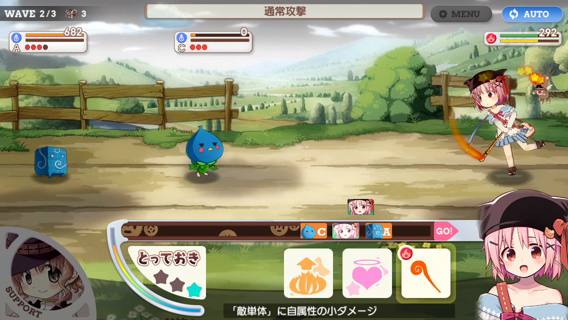 WAVE 2/3
3
通常攻撃
MENU
AUTO
682
A
0
C
292
C
A
GO!
とっておき
SUPPORT
「敵単体」に自属性の小ダメージ